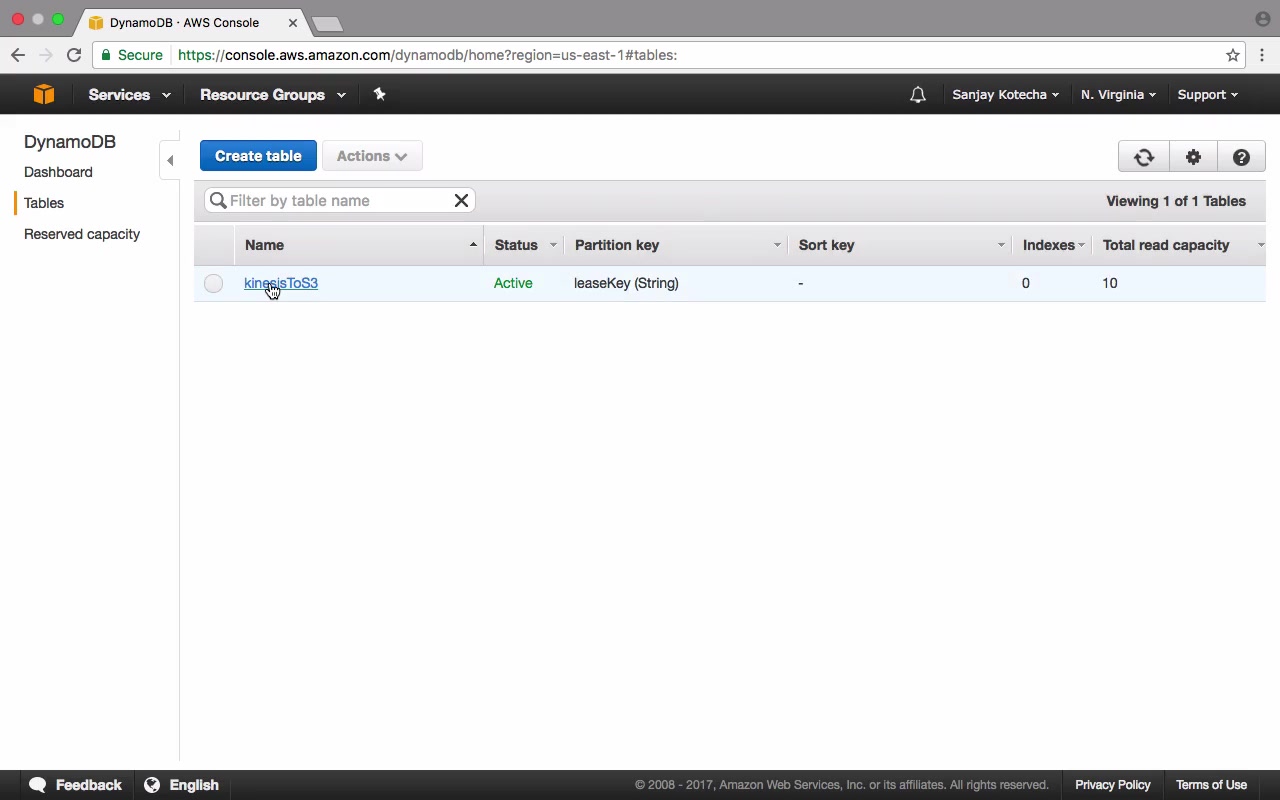 DynamoDB · AWS Console
Secure https://console.aws.amazon.com/dynamodb/home?region=us-east-1#tables:
Services Resource Groups Sanjay Kotecha N. Virginia Support
DynamoDB
Dashboard
Tables
Reserved capacity
Create table Actions
Filter by table name Viewing 1 of 1 Tables
Name Status Partition key Sort key Indexes Total read capacity
kinesisToS3 Active leaseKey (String) - 0 10
Feedback English © 2008 - 2017, Amazon Web Services, Inc. or its affiliates. All rights reserved. Privacy Policy Terms of Use